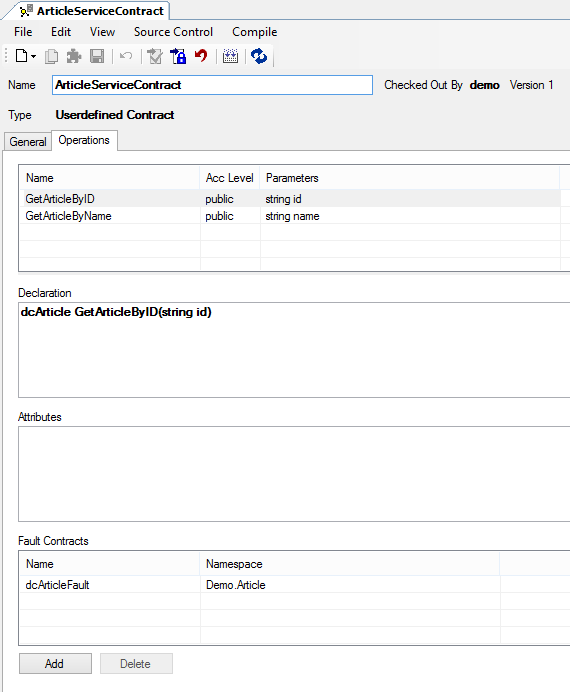 ArticleServiceContract
File Edit View Source Control Compile
Name ArticleServiceContract Checked Out By demo Version 1
Type Userdefined Contract
General Operations
Name Acc Level Parameters
GetArticleByID public string id
GetArticleByName public string name
Declaration
dcArticle GetArticleByID(string id)
Attributes
Fault Contracts
Name Namespace
dcArticleFault Demo.Article
Add Delete